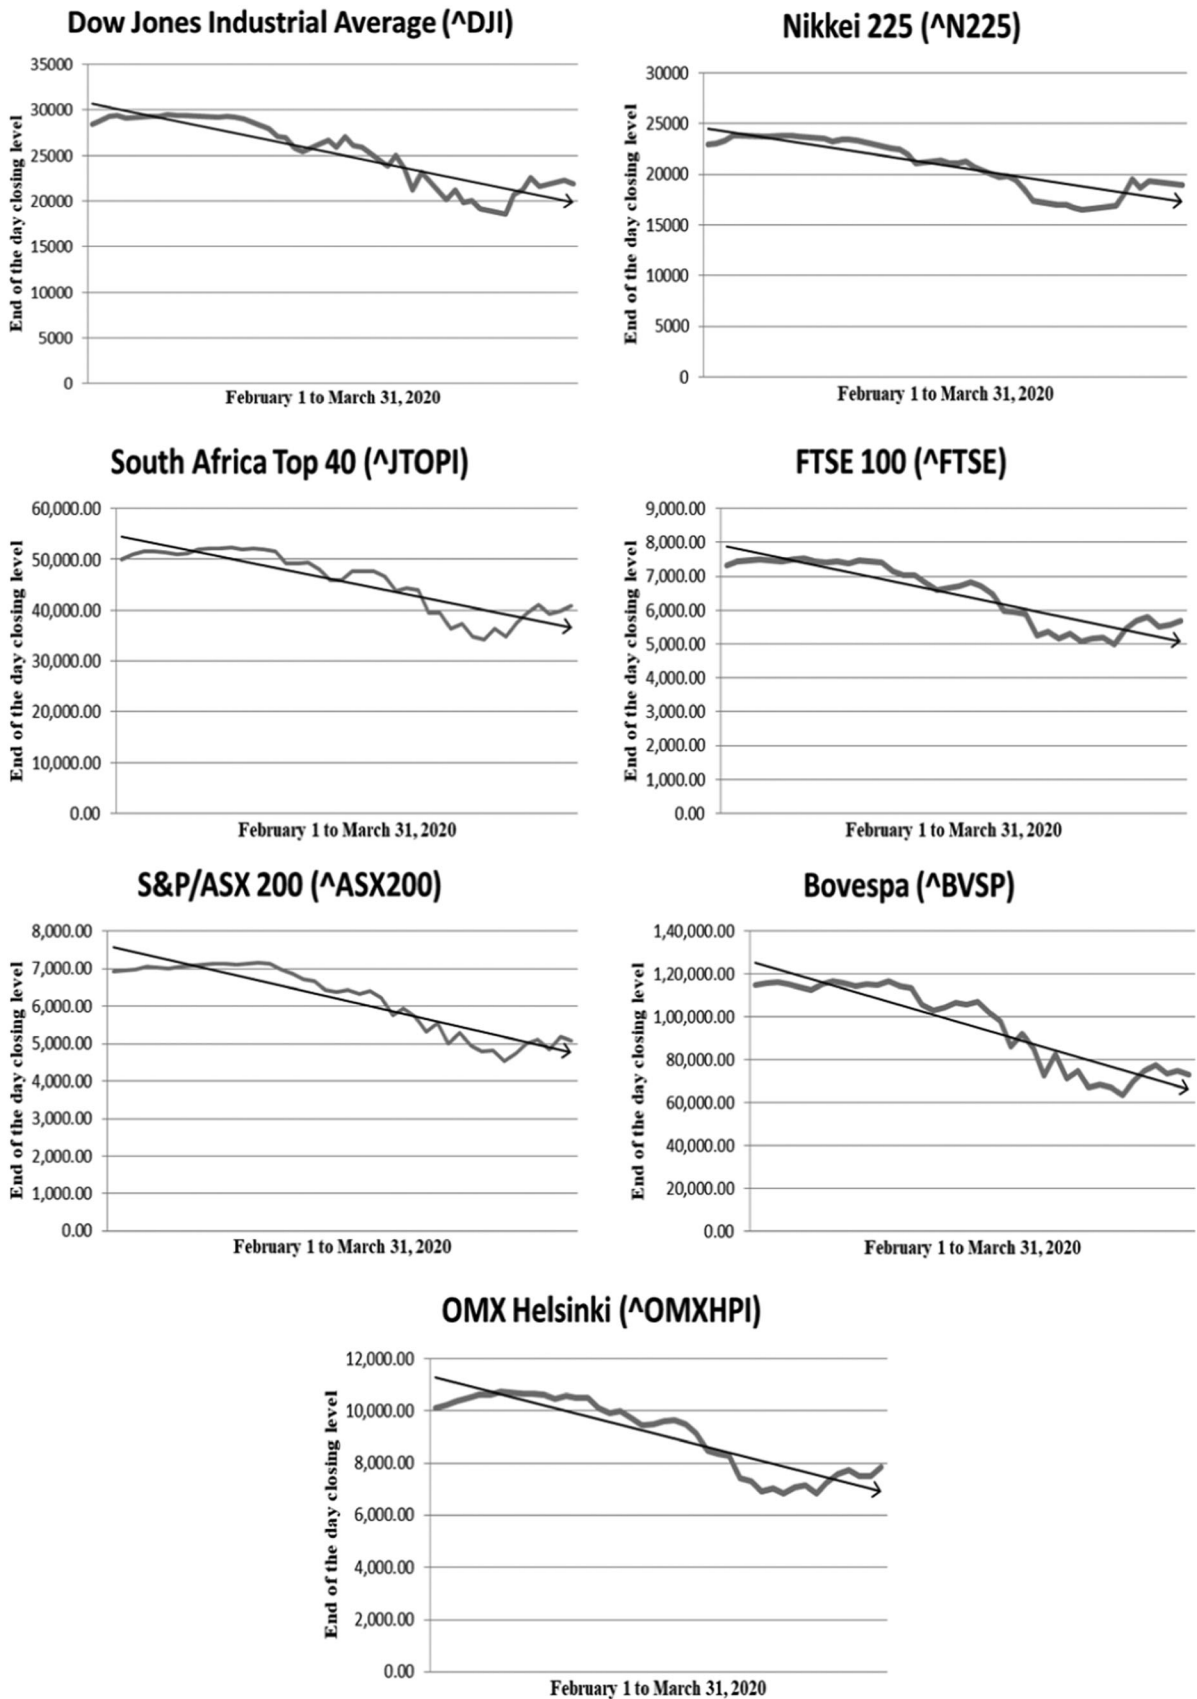 Dow Jones Industrial Average (^DJI)
End of the day closing level
35000
30000
25000
20000
15000
10000
5000
0
February 1 to March 31, 2020
Nikkei 225 (^N225)
End of the day closing level
30000
25000
20000
15000
10000
5000
0
February 1 to March 31, 2020
South Africa Top 40 (^JTOPI)
End of the day closing level
60,000.00
50,000.00
40,000.00
30,000.00
20,000.00
10,000.00
0.00
February 1 to March 31, 2020
FTSE 100 (^FTSE)
End of the day closing level
9,000.00
8,000.00
7,000.00
6,000.00
5,000.00
4,000.00
3,000.00
2,000.00
1,000.00
0.00
February 1 to March 31, 2020
S&P/ASX 200 (^ASX200)
End of the day closing level
8,000.00
7,000.00
6,000.00
5,000.00
4,000.00
3,000.00
2,000.00
1,000.00
0.00
February 1 to March 31, 2020
Bovespa (^BVSP)
End of the day closing level
1,40,000.00
1,20,000.00
1,00,000.00
80,000.00
60,000.00
40,000.00
20,000.00
0.00
February 1 to March 31, 2020
OMX Helsinki (^OMXHPI)
End of the day closing level
12,000.00
10,000.00
8,000.00
6,000.00
4,000.00
2,000.00
0.00
February 1 to March 31, 2020